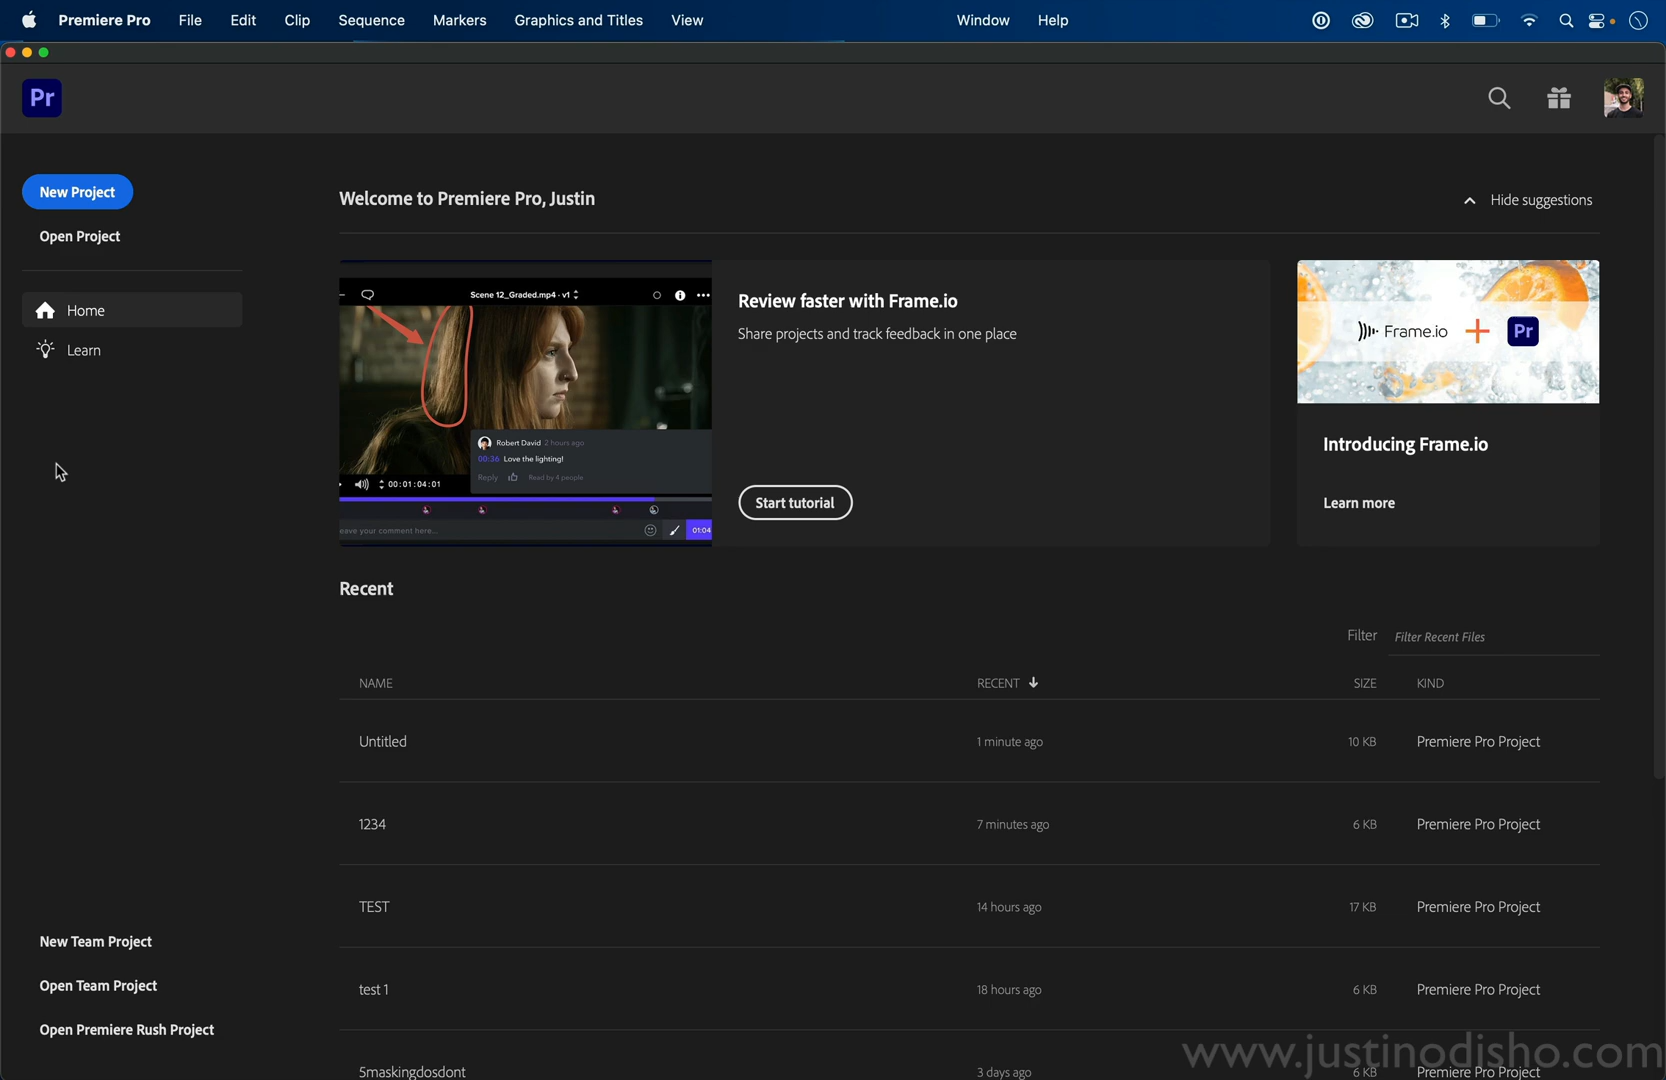 Premiere Pro File Edit Clip Sequence Markers Graphics and Titles View Window Help
Pr
New Project
Open Project
Home
Learn
Welcome to Premiere Pro, Justin
Hide suggestions
Scene 12_Graded.mp4 - v1
Robert David 2 hours ago
00:36 Love the lighting!
Reply Read by 4 people
00:01:04:01
eave your comment here...
01:04
Review faster with Frame.io
Share projects and track feedback in one place
Start tutorial
Frame.io + Pr
Introducing Frame.io
Learn more
Recent
Filter Filter Recent Files
NAME RECENT SIZE KIND
Untitled 1 minute ago 10 KB Premiere Pro Project
1234 7 minutes ago 6 KB Premiere Pro Project
TEST 14 hours ago 17 KB Premiere Pro Project
test 1 18 hours ago 6 KB Premiere Pro Project
5maskingdosdont 3 days ago 6 KB Premiere Pro Project
New Team Project
Open Team Project
Open Premiere Rush Project
www.justinodisho.com